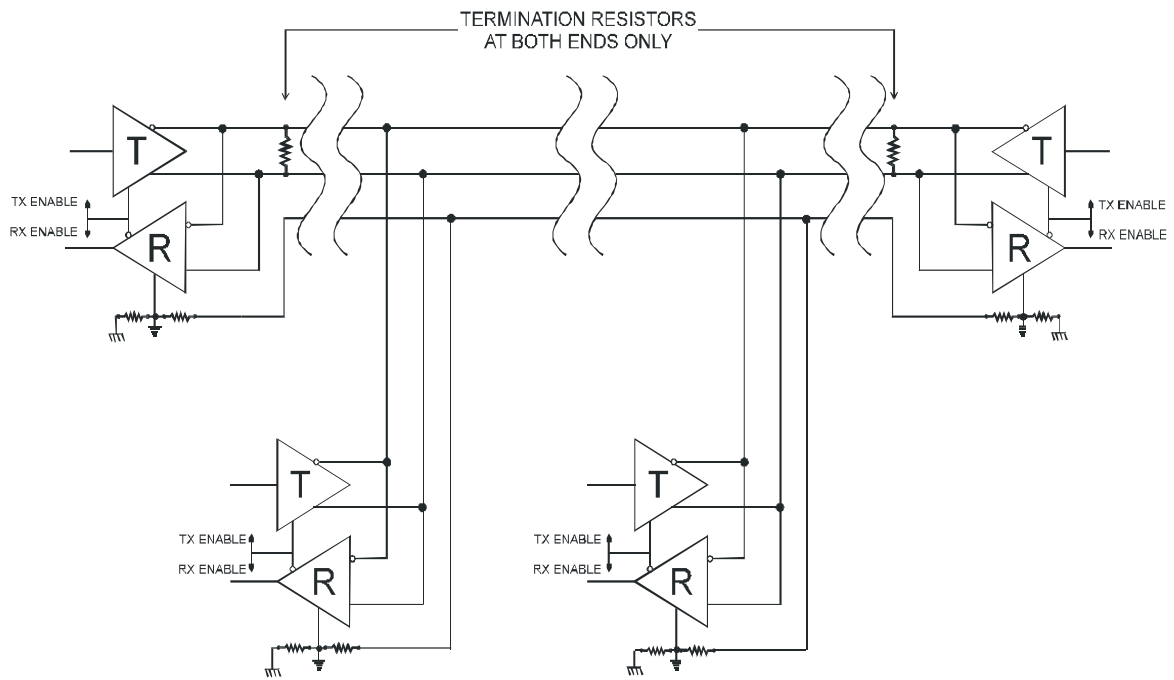 TERMINATION RESISTORS
AT BOTH ENDS ONLY
T
T
TX ENABLE
RX ENABLE
R
TX ENABLE
RX ENABLE
R
T
T
TX ENABLE
RX ENABLE
R
TX ENABLE
RX ENABLE
R